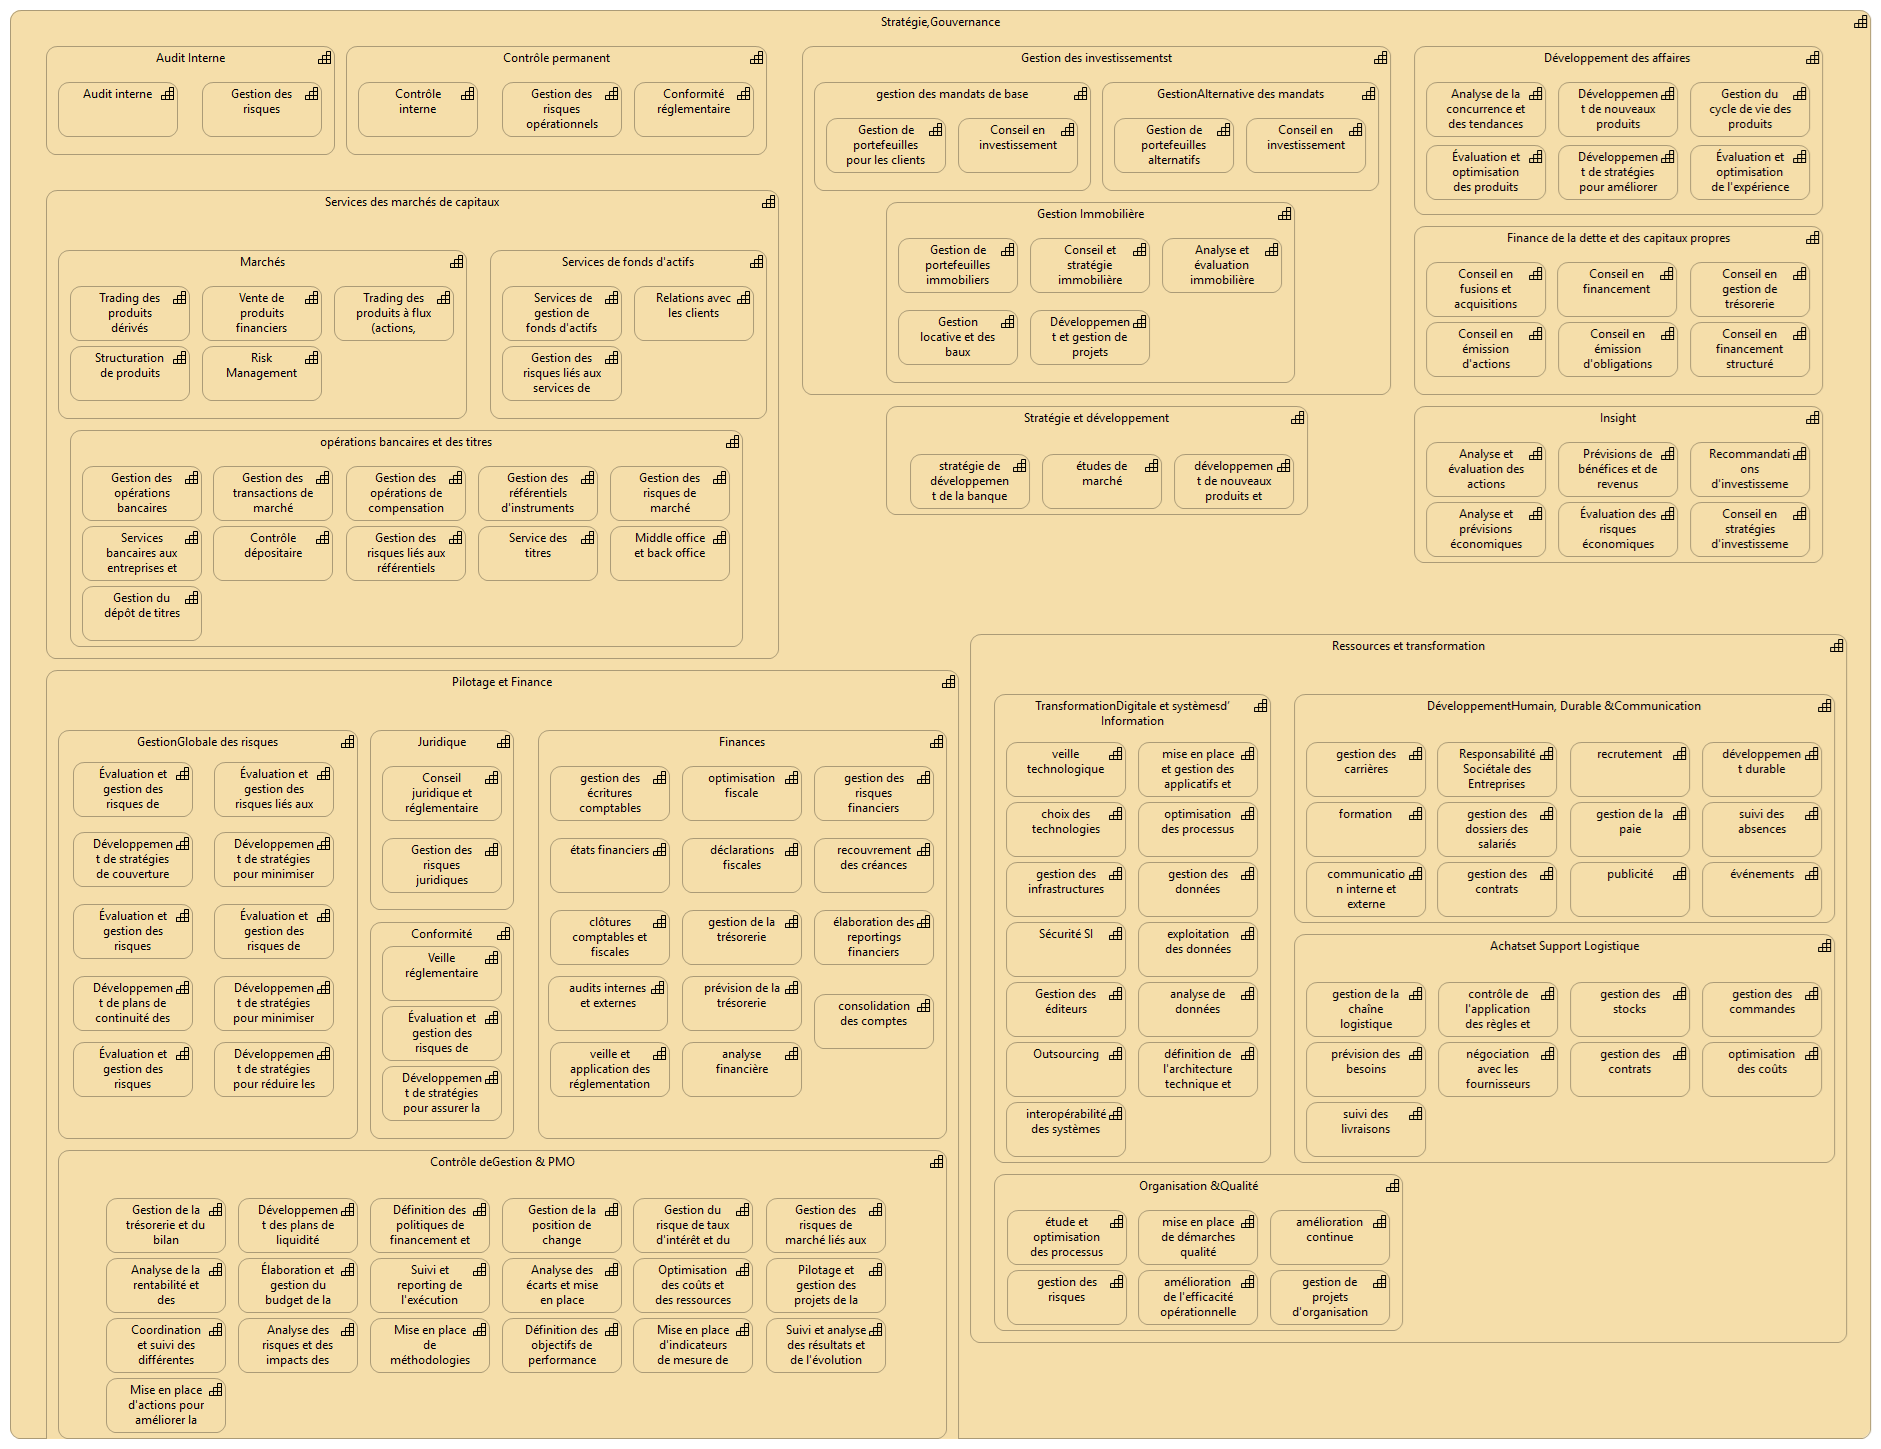 Stratégie,Gouvernance
Audit Interne
Audit interne
Gestion des
risques
Contrôle permanent
Contrôle
interne
Gestion des
risques
opérationnels
Conformité
réglementaire
Gestion des investissementst
gestion des mandats de base
Gestion de
portefeuilles
pour les clients
Conseil en
investissement
GestionAlternative des mandats
Gestion de
portefeuilles
alternatifs
Conseil en
investissement
Gestion Immobilière
Gestion de
portefeuilles
immobiliers
Conseil et
stratégie
immobilière
Analyse et
évaluation
immobilière
Gestion
locative et des
baux
Développemen
t et gestion de
projets
Développement des affaires
Analyse de la
concurrence et
des tendances
Développemen
t de nouveaux
produits
Gestion du
cycle de vie des
produits
Évaluation et
optimisation
des produits
Développemen
t de stratégies
pour améliorer
Évaluation et
optimisation
de l'expérience
Services des marchés de capitaux
Marchés
Trading des
produits
dérivés
Vente de
produits
financiers
Trading des
produits à flux
(actions,
Structuration
de produits
Risk
Management
Services de fonds d'actifs
Services de
gestion de
fonds d'actifs
Relations avec
les clients
Gestion des
risques liés aux
services de
opérations bancaires et des titres
Gestion des
opérations
bancaires
Gestion des
transactions de
marché
Gestion des
opérations de
compensation
Gestion des
référentiels
d'instruments
Gestion des
risques de
marché
Services
bancaires aux
entreprises et
Contrôle
dépositaire
Gestion des
risques liés aux
référentiels
Service des
titres
Middle office
et back office
Gestion du
dépôt de titres
Finance de la dette et des capitaux propres
Conseil en
fusions et
acquisitions
Conseil en
financement
Conseil en
gestion de
trésorerie
Conseil en
émission
d'actions
Conseil en
émission
d'obligations
Conseil en
financement
structuré
Stratégie et développement
stratégie de
développemen
t de la banque
études de
marché
développemen
t de nouveaux
produits et
Insight
Analyse et
évaluation des
actions
Prévisions de
bénéfices et de
revenus
Recommandati
ons
d'investisseme
Analyse et
prévisions
économiques
Évaluation des
risques
économiques
Conseil en
stratégies
d'investisseme
Pilotage et Finance
GestionGlobale des risques
Évaluation et
gestion des
risques de
Évaluation et
gestion des
risques liés aux
Développemen
t de stratégies
de couverture
Développemen
t de stratégies
pour minimiser
Évaluation et
gestion des
risques
Évaluation et
gestion des
risques de
Développemen
t de plans de
continuité des
Développemen
t de stratégies
pour minimiser
Évaluation et
gestion des
risques
Développemen
t de stratégies
pour réduire les
Juridique
Conseil
juridique et
réglementaire
Gestion des
risques
juridiques
Conformité
Veille
réglementaire
Évaluation et
gestion des
risques de
Développemen
t de stratégies
pour assurer la
Finances
gestion des
écritures
comptables
optimisation
fiscale
gestion des
risques
financiers
états financiers
déclarations
fiscales
recouvrement
des créances
clôtures
comptables et
fiscales
gestion de la
trésorerie
élaboration des
reportings
financiers
audits internes
et externes
prévision de la
trésorerie
consolidation
des comptes
veille et
application des
réglementation
analyse
financière
Contrôle deGestion & PMO
Gestion de la
trésorerie et du
bilan
Développemen
t des plans de
liquidité
Définition des
politiques de
financement et
Gestion de la
position de
change
Gestion du
risque de taux
d'intérêt et du
Gestion des
risques de
marché liés aux
Analyse de la
rentabilité et
des
Élaboration et
gestion du
budget de la
Suivi et
reporting de
l'exécution
Analyse des
écarts et mise
en place
Optimisation
des coûts et
des ressources
Pilotage et
gestion des
projets de la
Coordination
et suivi des
différentes
Analyse des
risques et des
impacts des
Mise en place
de
méthodologies
Définition des
objectifs de
performance
Mise en place
d'indicateurs
de mesure de
Suivi et analyse
des résultats et
de l'évolution
Mise en place
d'actions pour
améliorer la
Ressources et transformation
TransformationDigitale et systèmesd'
Information
veille
technologique
mise en place
et gestion des
applicatifs et
choix des
technologies
optimisation
des processus
gestion des
infrastructures
gestion des
données
Sécurité SI
exploitation
des données
Gestion des
éditeurs
analyse de
données
Outsourcing
définition de
l'architecture
technique et
interopérabilité
des systèmes
DéveloppementHumain, Durable &Communication
gestion des
carrières
Responsabilité
Sociétale des
Entreprises
recrutement
développemen
t durable
formation
gestion des
dossiers des
salariés
gestion de la
paie
suivi des
absences
communicatio
n interne et
externe
gestion des
contrats
publicité
événements
Achatset Support Logistique
gestion de la
chaîne
logistique
contrôle de
l'application
des règles et
gestion des
stocks
gestion des
commandes
prévision des
besoins
négociation
avec les
fournisseurs
gestion des
contrats
optimisation
des coûts
suivi des
livraisons
Organisation &Qualité
étude et
optimisation
des processus
mise en place
de démarches
qualité
amélioration
continue
gestion des
risques
amélioration
de l'efficacité
opérationnelle
gestion de
projets
d'organisation